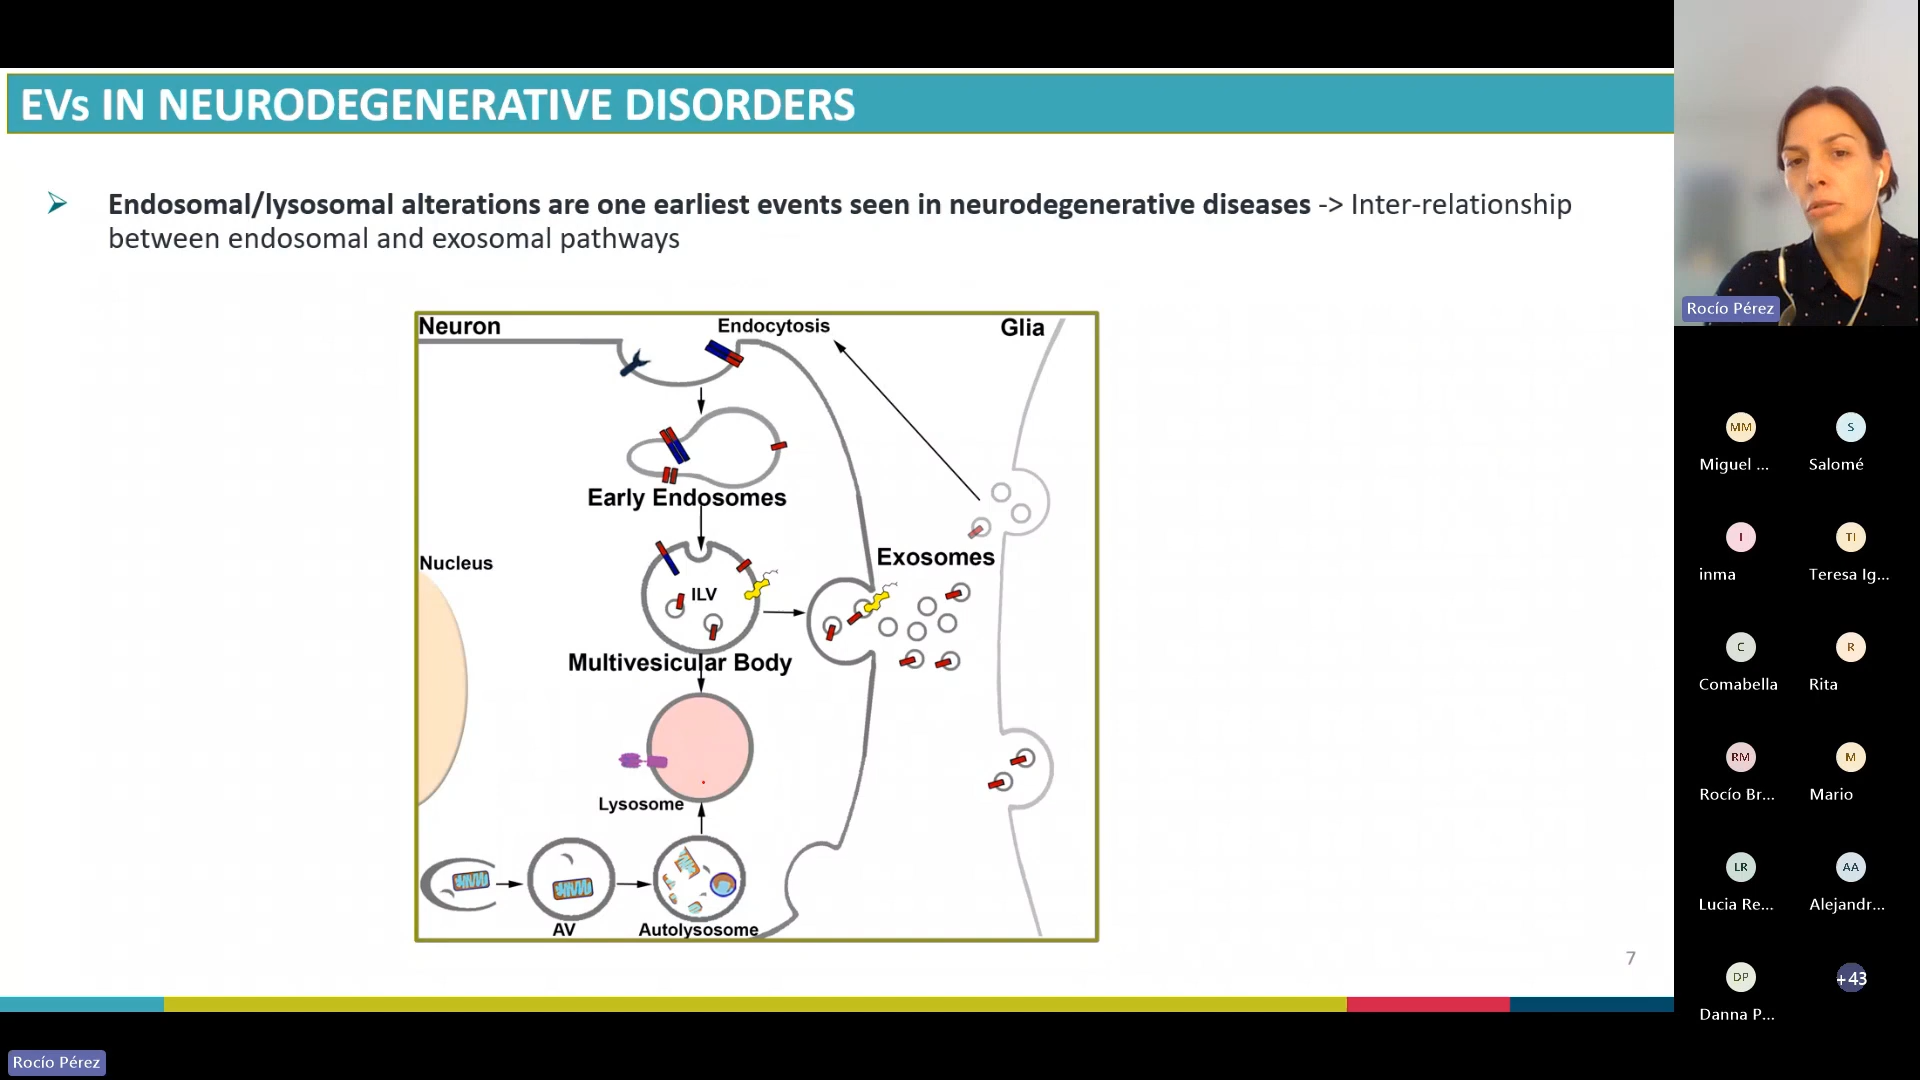 EVs IN NEURODEGENERATIVE DISORDERS
Endosomal/lysosomal alterations are one earliest events seen in neurodegenerative diseases -> Inter-relationship
between endosomal and exosomal pathways
Neuron
Endocytosis
Glia
Early Endosomes
Nucleus
Exosomes
ILV
Multivesicular Body
Lysosome
AV
Autolysosome
7
Rocío Pérez
MM
S
Miguel ...
Salomé
I
TI
inma
Teresa Ig...
C
R
Comabella
Rita
RM
M
Rocío Br...
Mario
LR
AA
Lucia Re...
Alejandr...
DP
+43
Danna P...
Rocío Pérez